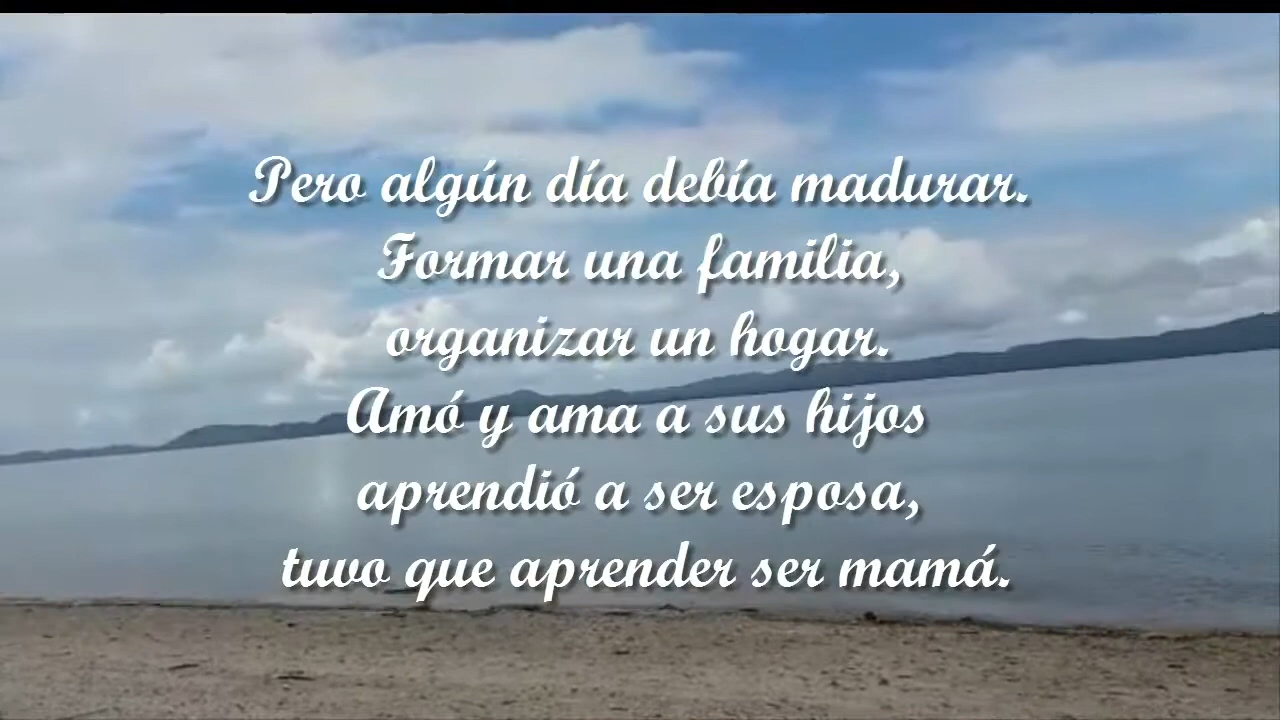 Pero algún día debía madurar.
Formar una familia,
organizar un hogar.
Amó y ama a sus hijos
aprendió a ser esposa,
tuvo que aprender ser mamá.